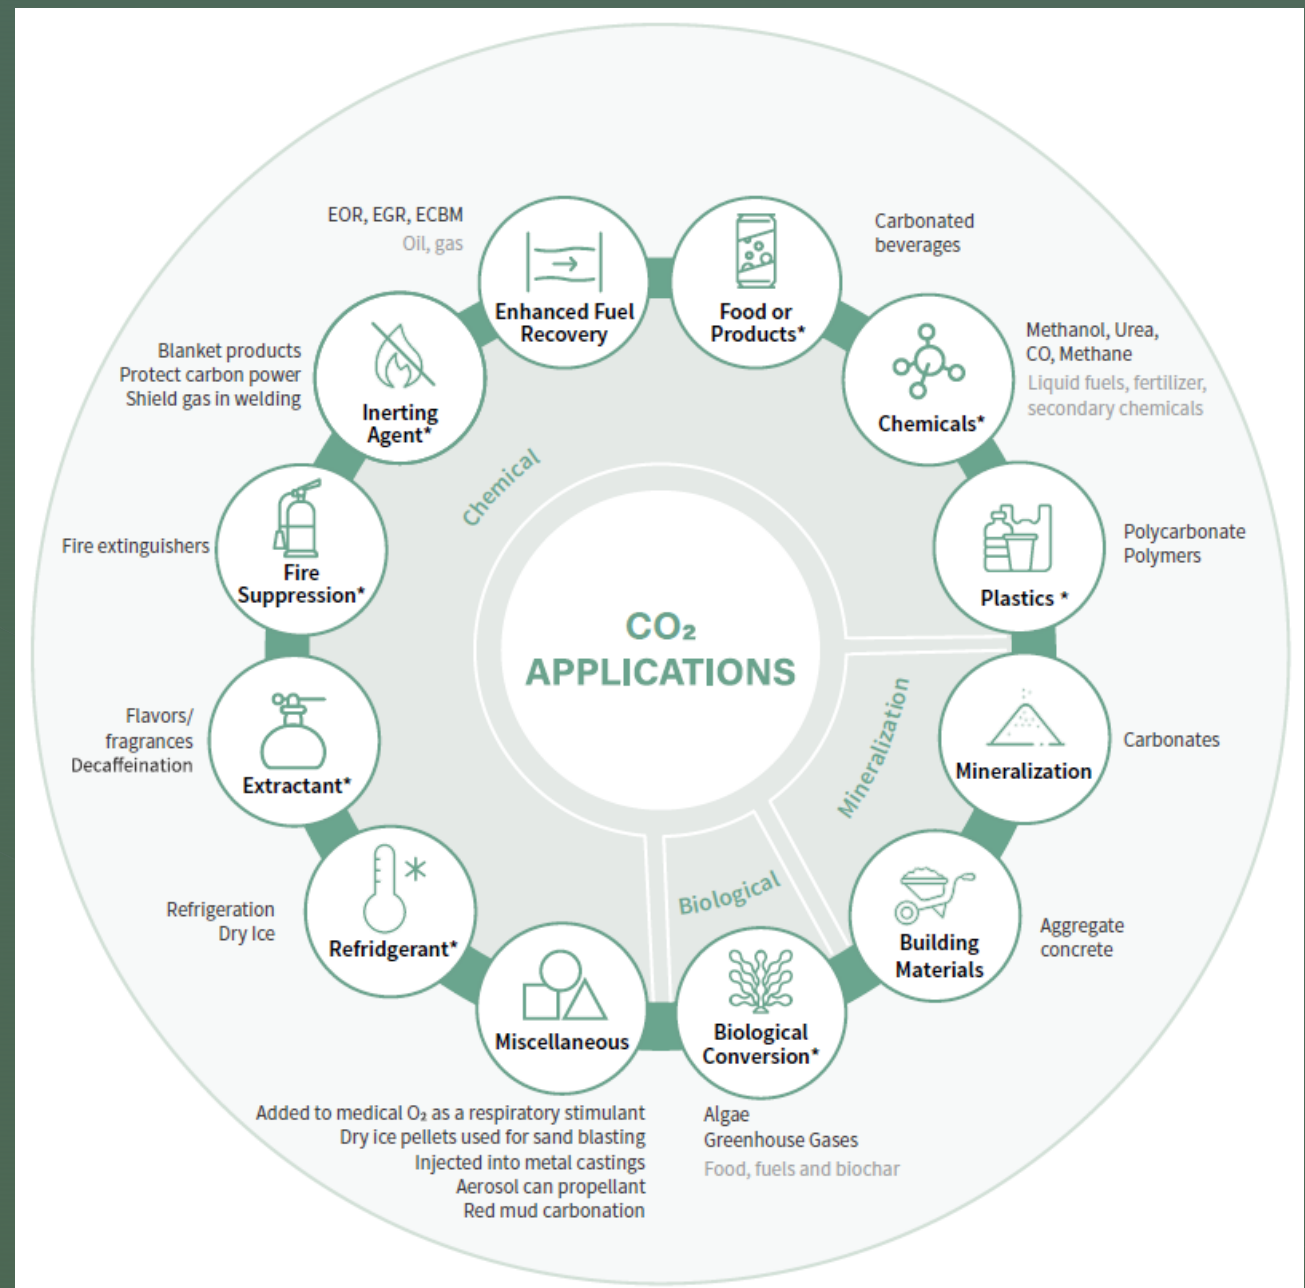 CO₂
APPLICATIONS
Chemical
Mineralization
Biological
Enhanced Fuel
Recovery
EOR, EGR, ECBM
Oil, gas
Food or
Products*
Carbonated
beverages
Chemicals*
Methanol, Urea,
CO, Methane
Liquid fuels, fertilizer,
secondary chemicals
Plastics *
Polycarbonate
Polymers
Mineralization
Carbonates
Building
Materials
Aggregate
concrete
Biological
Conversion*
Algae
Greenhouse Gases
Food, fuels and biochar
Miscellaneous
Added to medical O₂ as a respiratory stimulant
Dry ice pellets used for sand blasting
Injected into metal castings
Aerosol can propellant
Red mud carbonation
Refridgerant*
Refrigeration
Dry Ice
Extractant*
Flavors/
fragrances
Decaffeination
Fire
Suppression*
Fire extinguishers
Inerting
Agent*
Blanket products
Protect carbon power
Shield gas in welding